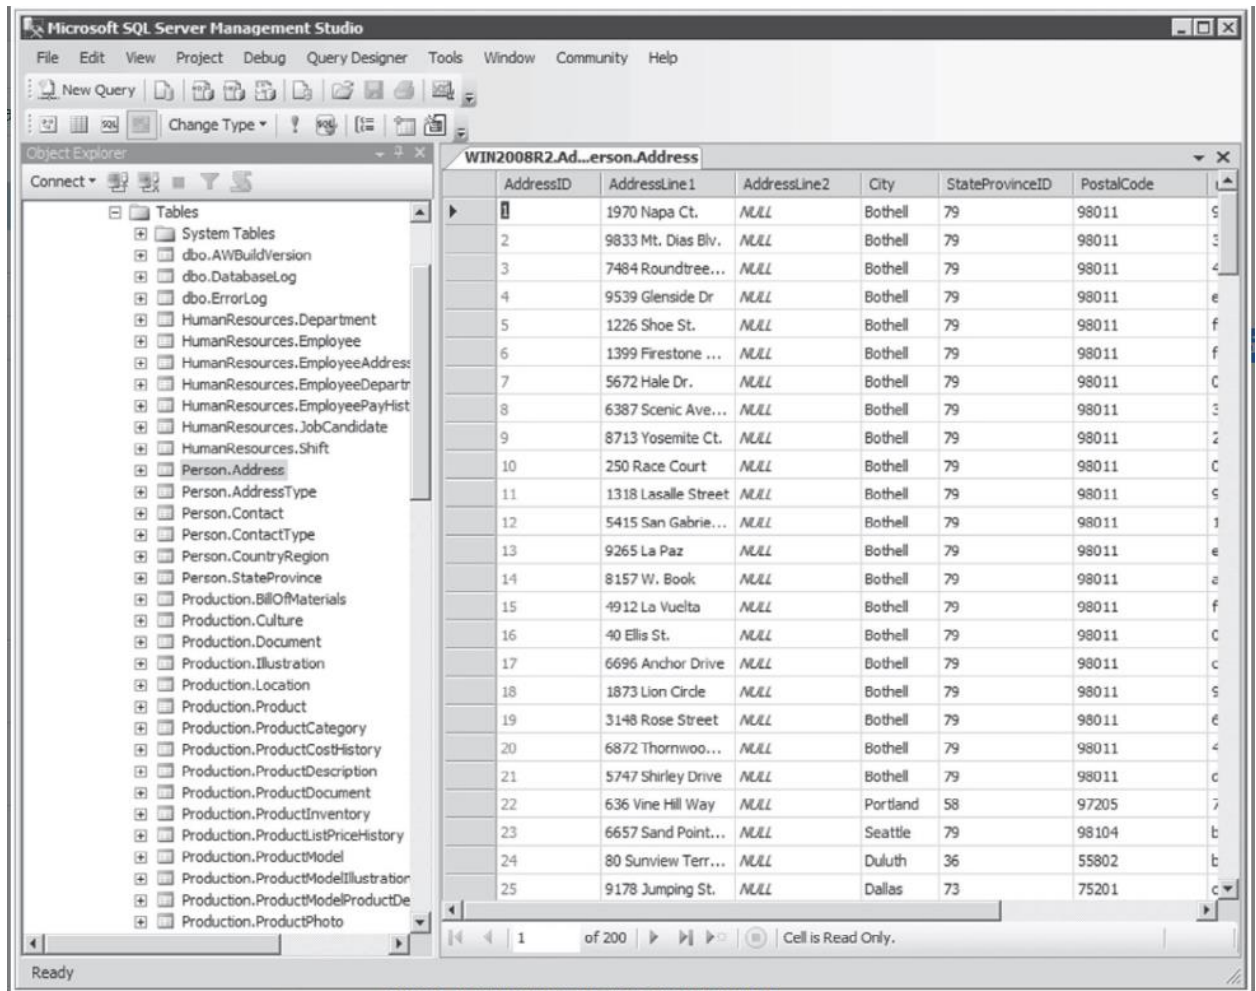 Microsoft SQL Server Management Studio
File Edit View Project Debug Query Designer Tools Window Community Help
New Query
Change Type
Object Explorer
Connect
Tables
System Tables
dbo.AWBuildVersion
dbo.DatabaseLog
dbo.ErrorLog
HumanResources.Department
HumanResources.Employee
HumanResources.EmployeeAddress
HumanResources.EmployeeDepartr
HumanResources.EmployeePayHist
HumanResources.JobCandidate
HumanResources.Shift
Person.Address
Person.AddressType
Person.Contact
Person.ContactType
Person.CountryRegion
Person.StateProvince
Production.BillOfMaterials
Production.Culture
Production.Document
Production.Illustration
Production.Location
Production.Product
Production.ProductCategory
Production.ProductCostHistory
Production.ProductDescription
Production.ProductDocument
Production.ProductInventory
Production.ProductListPriceHistory
Production.ProductModel
Production.ProductModelIllustration
Production.ProductModelProductDe
Production.ProductPhoto
WIN2008R2.Ad...erson.Address
AddressID AddressLine1 AddressLine2 City StateProvinceID PostalCode
1 1970 Napa Ct. NULL Bothell 79 98011 9
2 9833 Mt. Dias Blv. NULL Bothell 79 98011 3
3 7484 Roundtree... NULL Bothell 79 98011 4
4 9539 Glenside Dr NULL Bothell 79 98011 e
5 1226 Shoe St. NULL Bothell 79 98011 f
6 1399 Firestone ... NULL Bothell 79 98011 f
7 5672 Hale Dr. NULL Bothell 79 98011 0
8 6387 Scenic Ave... NULL Bothell 79 98011 3
9 8713 Yosemite Ct. NULL Bothell 79 98011 2
10 250 Race Court NULL Bothell 79 98011 0
11 1318 Lasalle Street NULL Bothell 79 98011 9
12 5415 San Gabrie... NULL Bothell 79 98011 1
13 9265 La Paz NULL Bothell 79 98011 e
14 8157 W. Book NULL Bothell 79 98011 a
15 4912 La Vuelta NULL Bothell 79 98011 f
16 40 Ellis St. NULL Bothell 79 98011 0
17 6696 Anchor Drive NULL Bothell 79 98011 c
18 1873 Lion Circle NULL Bothell 79 98011 9
19 3148 Rose Street NULL Bothell 79 98011 6
20 6872 Thornwoo... NULL Bothell 79 98011 4
21 5747 Shirley Drive NULL Bothell 79 98011 d
22 636 Vine Hill Way NULL Portland 58 97205 7
23 6657 Sand Point... NULL Seattle 79 98104 b
24 80 Sunview Terr... NULL Duluth 36 55802 b
25 9178 Jumping St. NULL Dallas 73 75201 c
1 of 200 Cell is Read Only.
Ready